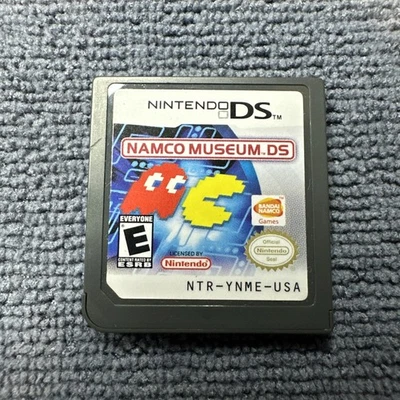 NINTENDO DS™
NAMCO MUSEUM.DS
EVERYONE
E
CONTENT RATED BY
ESRB
LICENSED BY
Nintendo
BANDAI
NAMCO
Games
Official
Nintendo
Seal
NTR-YNME-USA